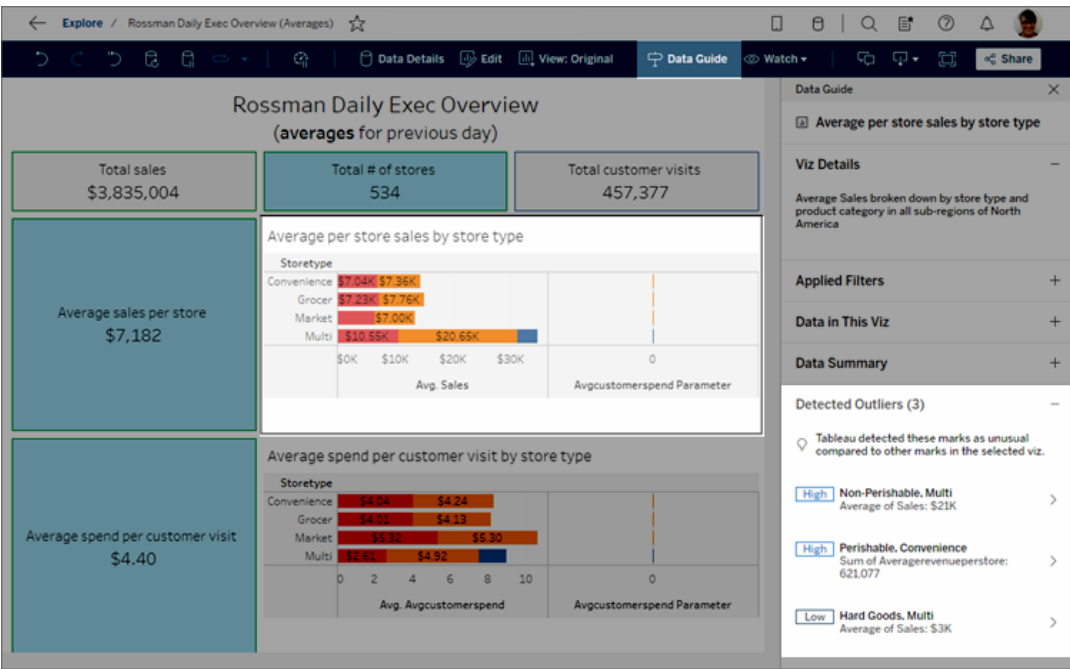 Explore / Rossman Daily Exec Overview (Averages)
Data Details Edit View: Original Data Guide Watch Share
Rossman Daily Exec Overview
(averages for previous day)
Total sales
$3,835,004
Total # of stores
534
Total customer visits
457,377
Average sales per store
$7,182
Average per store sales by store type
Storetype
Convenience $7.04K $7.36K
Grocer $7.23K $7.76K
Market $7.00K
Multi $10.55K $20.65K
$0K $10K $20K $30K 0
Avg. Sales Avgcustomerspend Parameter
Average spend per customer visit
$4.40
Average spend per customer visit by store type
Storetype
Convenience $4.04 $4.24
Grocer $4.01 $4.13
Market $5.32 $5.30
Multi $2.61 $4.92
0 2 4 6 8 10 0
Avg. Avgcustomerspend Avgcustomerspend Parameter
Data Guide
Average per store sales by store type
Viz Details
Average Sales broken down by store type and
product category in all sub-regions of North
America
Applied Filters
Data in This Viz
Data Summary
Detected Outliers (3)
Tableau detected these marks as unusual
compared to other marks in the selected viz.
High Non-Perishable, Multi
Average of Sales: $21K
High Perishable, Convenience
Sum of Averagerevenueperstore:
621,077
Low Hard Goods, Multi
Average of Sales: $3K